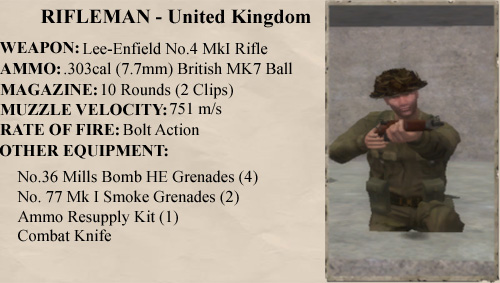 RIFLEMAN - United Kingdom
WEAPON: Lee-Enfield No.4 MkI Rifle
AMMO: .303cal (7.7mm) British MK7 Ball
MAGAZINE: 10 Rounds (2 Clips)
MUZZLE VELOCITY: 751 m/s
RATE OF FIRE: Bolt Action
OTHER EQUIPMENT:
No.36 Mills Bomb HE Grenades (4)
No. 77 Mk I Smoke Grenades (2)
Ammo Resupply Kit (1)
Combat Knife